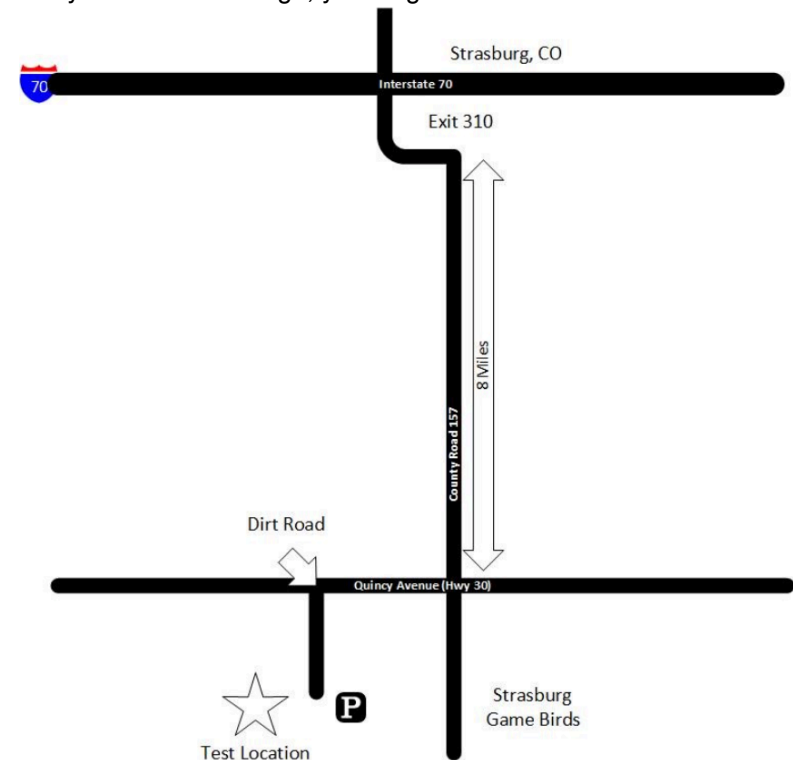 Strasburg, CO
70
Interstate 70
Exit 310
8 Miles
County Road 157
Dirt Road
Quincy Avenue (Hwy 30)
P
Strasburg
Game Birds
Test Location